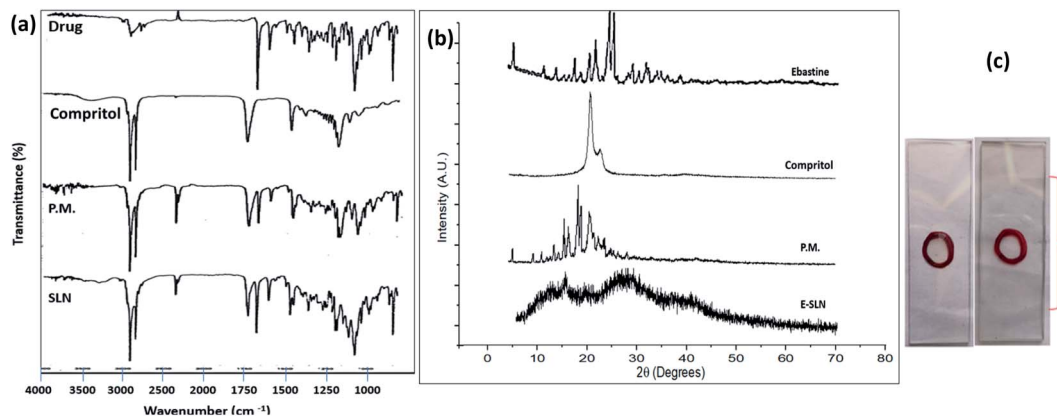 (a)
Drug
Compritol
P.M.
SLN
Transmittance (%)
4000 3500 3000 2500 2000 1750 1500 1250 1000
Wavenumber (cm -1)
(b)
Ebastine
Compritol
P.M.
E-SLN
Intensity (A.U.)
0 10 20 30 40 50 60 70 80
2θ (Degrees)
(c)